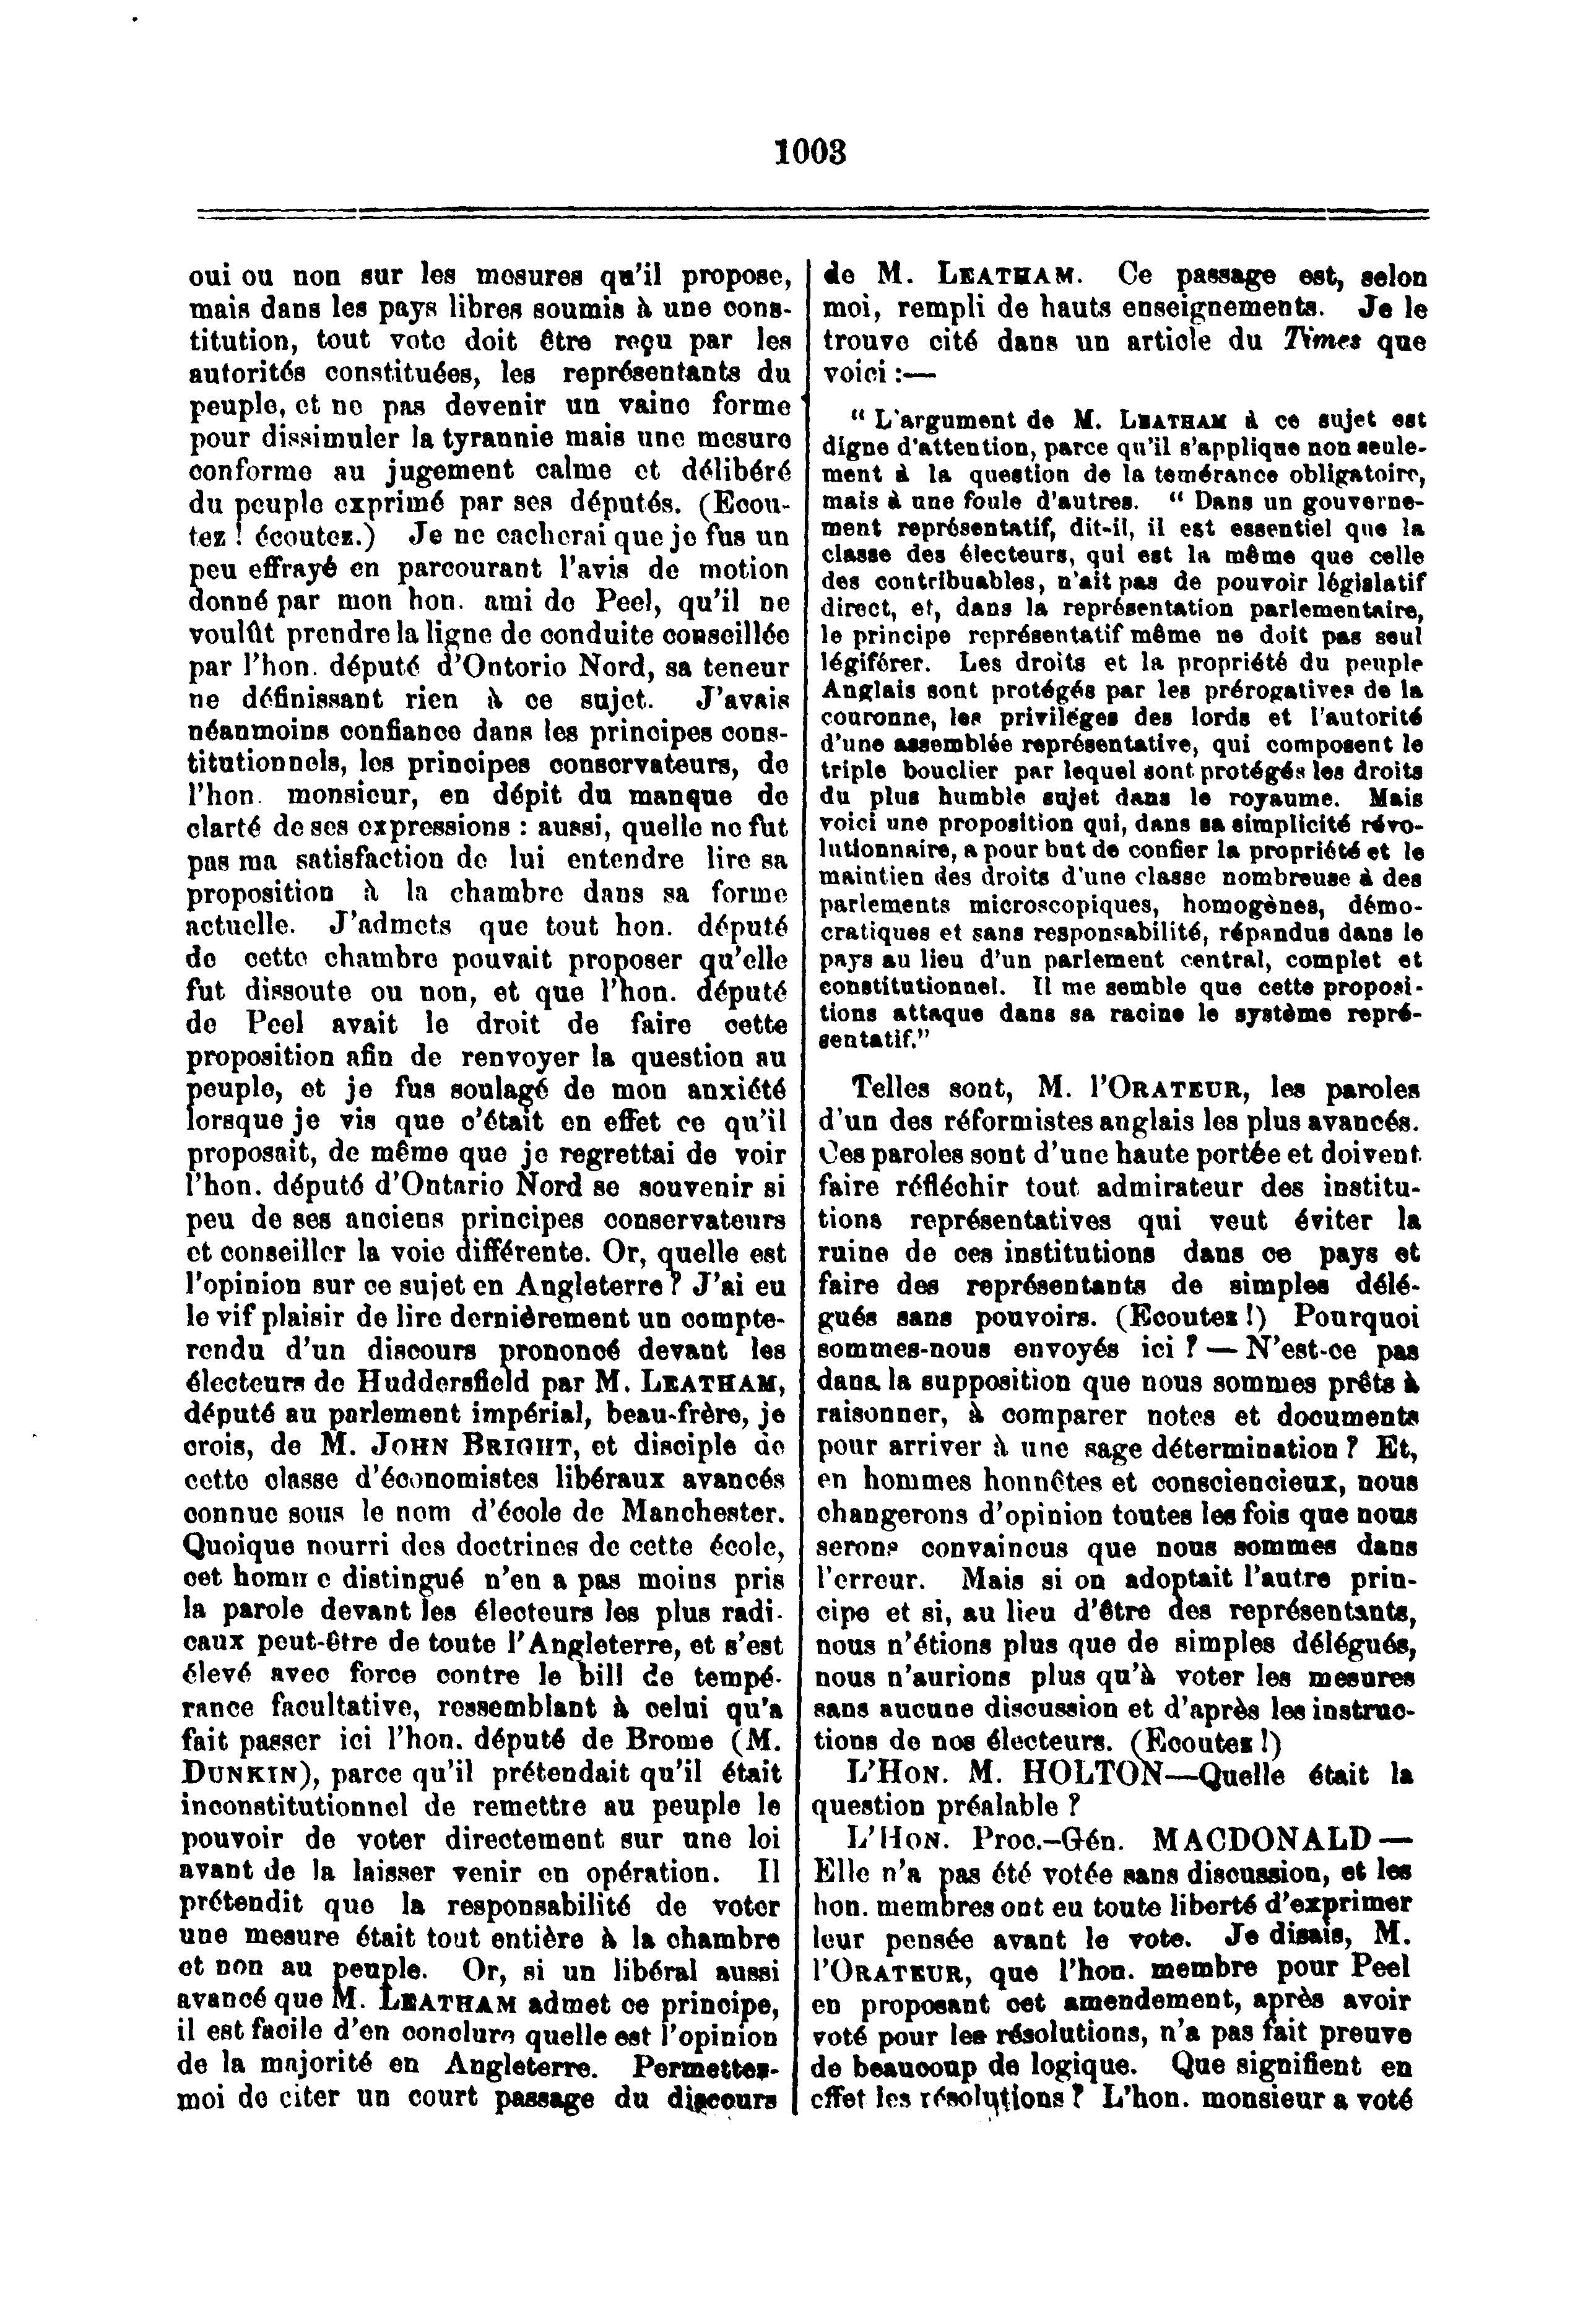 1003
oui ou non sur les mesures qu'il propose,
mais dans les pays libres soumis à une cons-
titution, tout vote doit être reçu par les
autorités constituées, les représentants du
peuple, et ne pas devenir un vaine forme
pour dissimuler la tyrannie mais une mesure
conforme au jugement calme et délibéré
du peuple exprimé par ses députés. (Ecou-
tez ! écoutez.) Je ne cacherai que je fus un
peu effrayé en parcourant l'avis de motion
donné par mon hon. ami de Peel, qu'il ne
voulût prendre la ligne de conduite conseillée
par l'hon. député d'Ontorio Nord, sa teneur
ne définissant rien à ce sujet. J'avais
néanmoins confiance dans les principes cons-
titutionnels, les principes conservateurs, de
l'hon. monsieur, en dépit du manque de
clarté de ses expressions : aussi, quelle ne fut
pas ma satisfaction de lui entendre lire sa
proposition à la chambre dans sa forme
actuelle. J'admets que tout hon. député
de cette chambre pouvait proposer qu'elle
fut dissoute ou non, et que l'hon. député
de Peel avait le droit de faire cette
proposition afin de renvoyer la question au
peuple, et je fus soulagé de mon anxiété
lorsque je vis que c'était en effet ce qu'il
proposait, de même que je regrettai de voir
l'hon. député d'Ontario Nord se souvenir si
peu de ses anciens principes conservateurs
et conseiller la voie différente. Or, quelle est
l'opinion sur ce sujet en Angleterre ? J'ai eu
le vif plaisir de lire dernièrement un compte-
rendu d'un discours prononcé devant les
électeurs de Huddersfield par M. LEATHAM,
député au parlement impérial, beau-frère, je
crois, de M. JOHN BRIGHT, et disciple de
cette classe d'économistes libéraux avancés
connue sous le nom d'école de Manchester.
Quoique nourri des doctrines de cette école,
cet homme distingué n'en a pas moins pris
la parole devant les électeurs les plus radi-
caux peut-être de toute l'Angleterre, et s'est
élevé avec force contre le bill de tempé-
rance facultative, ressemblant à celui qu'a
fait passer ici l'hon. député de Brome (M.
DUNKIN), parce qu'il prétendait qu'il était
inconstitutionnel de remettre au peuple le
pouvoir de voter directement sur une loi
avant de la laisser venir en opération. Il
prétendit que la responsabilité de voter
une mesure était tout entière à la chambre
et non au peuple. Or, si un libéral aussi
avancé que M. LEATHAM admet ce principe,
il est facile d'en conclure quelle est l'opinion
de la majorité en Angleterre. Permettez-
moi de citer un court passage du discours
de M. LEATHAM. Ce passage est, selon
moi, rempli de hauts enseignements. Je le
trouve cité dans un article du Times que
voici :—
“ L'argument de M. LEATHAM à ce sujet est
digne d'attention, parce qu'il s'applique non seule-
ment à la question de la temérance obligatoire,
mais à une foule d'autres. “ Dans un gouverne-
ment représentatif, dit-il, il est essentiel que la
classe des électeurs, qui est la même que celle
des contribuables, n'ait pas de pouvoir législatif
direct, et, dans la représentation parlementaire,
le principe représentatif même ne doit pas seul
légiférer. Les droits et la propriété du peuple
Anglais sont protégés par les prérogatives de la
couronne, les priviléges des lords et l'autorité
d'une assemblée représentative, qui composent le
triple bouclier par lequel sont protégés les droits
du plus humble sujet dans le royaume. Mais
voici une proposition qui, dans sa simplicité révo-
lutionnaire, a pour but de confier la propriété et le
maintien des droits d'une classe nombreuse à des
parlements microscopiques, homogènes, démo-
cratiques et sans responsabilité, répandus dans le
pays au lieu d'un parlement central, complet et
constitutionnel. Il me semble que cette proposi-
tions attaque dans sa racine le système repré-
sentatif.”
Telles sont, M. l'ORATEUR, les paroles
d'un des réformistes anglais les plus avancés.
Ces paroles sont d'une haute portée et doivent
faire réfléchir tout admirateur des institu-
tions représentatives qui veut éviter la
ruine de ces institutions dans ce pays et
faire des représentants de simples délé-
gués sans pouvoirs. (Ecoutez !) Pourquoi
sommes-nous envoyés ici ? — N'est-ce pas
dans la supposition que nous sommes prêts à
raisonner, à comparer notes et documents
pour arriver à une sage détermination ? Et,
en hommes honnêtes et consciencieux, nous
changerons d'opinion toutes les fois que nous
serons convaincus que nous sommes dans
l'erreur. Mais si on adoptait l'autre prin-
cipe et si, au lieu d'être des représentants,
nous n'étions plus que de simples délégués,
nous n'aurions plus qu'à voter les mesures
sans aucune discussion et d'après les instruc-
tions de nos électeurs. (Ecoutez !)
L'HON. M. HOLTON—Quelle était la
question préalable ?
L'HON. Proc.-Gén. MACDONALD —
Elle n'a pas été votée sans discussion, et les
hon. membres ont eu toute liberté d'exprimer
leur pensée avant le vote. Je disais, M.
l'ORATEUR, que l'hon. membre pour Peel
en proposant cet amendement, après avoir
voté pour les résolutions, n'a pas fait preuve
de beaucoup de logique. Que signifient en
effet les résolutions ? L'hon. monsieur a voté